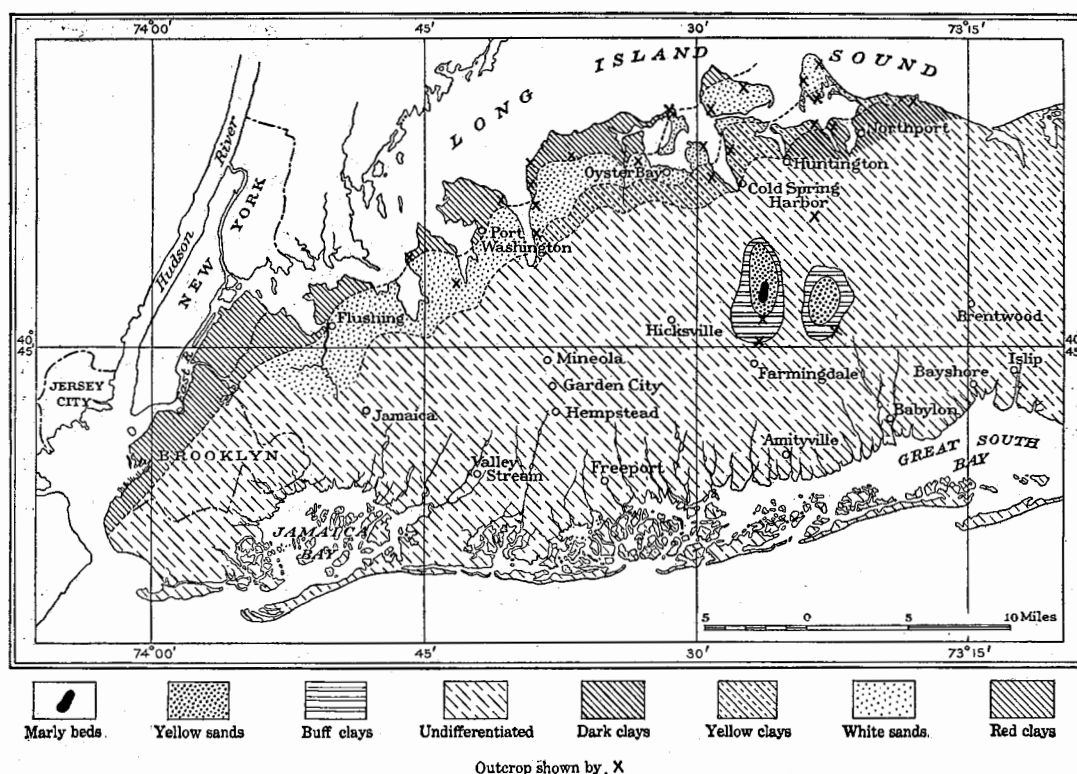 74°00'
45'
30'
73°15'
LONG ISLAND SOUND
Hudson River
NEW YORK
Northport
Huntington
Oyster Bay
Cold Spring
Harbor
Port
Washington
Flushing
Hicksville
Brentwood
40°
45'
40°
45
East R.
JERSEY
CITY
Mineola
Garden City
Farmingdale
Bayshore
Islip
Jamaica
Hempstead
Babylon
BROOKLYN
Valley
Stream
Freeport
Amityville
GREAT SOUTH
BAY
JAMAICA
BAY
5 0 5 10 Miles
74°00'
45'
30'
73°15'
Marly beds.
Yellow sands
Buff clays
Undifferentiated
Dark clays
Yellow clays
White sands.
Red clays
Outcrop shown by. X